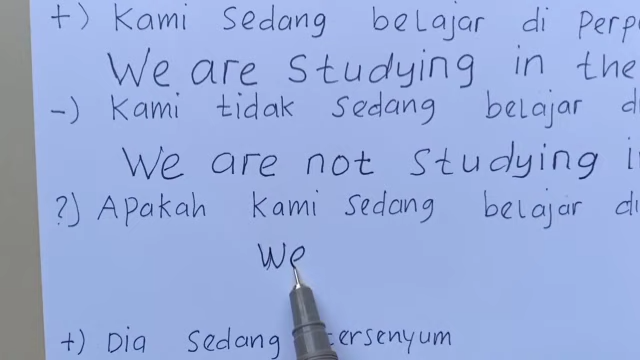 +) Kami sedang belajar di
We are studying in the
-) Kami tidak sedang belajar
We are not studying
?) Apakah kami sedang belajar
We
+) Dia sedang tersenyum